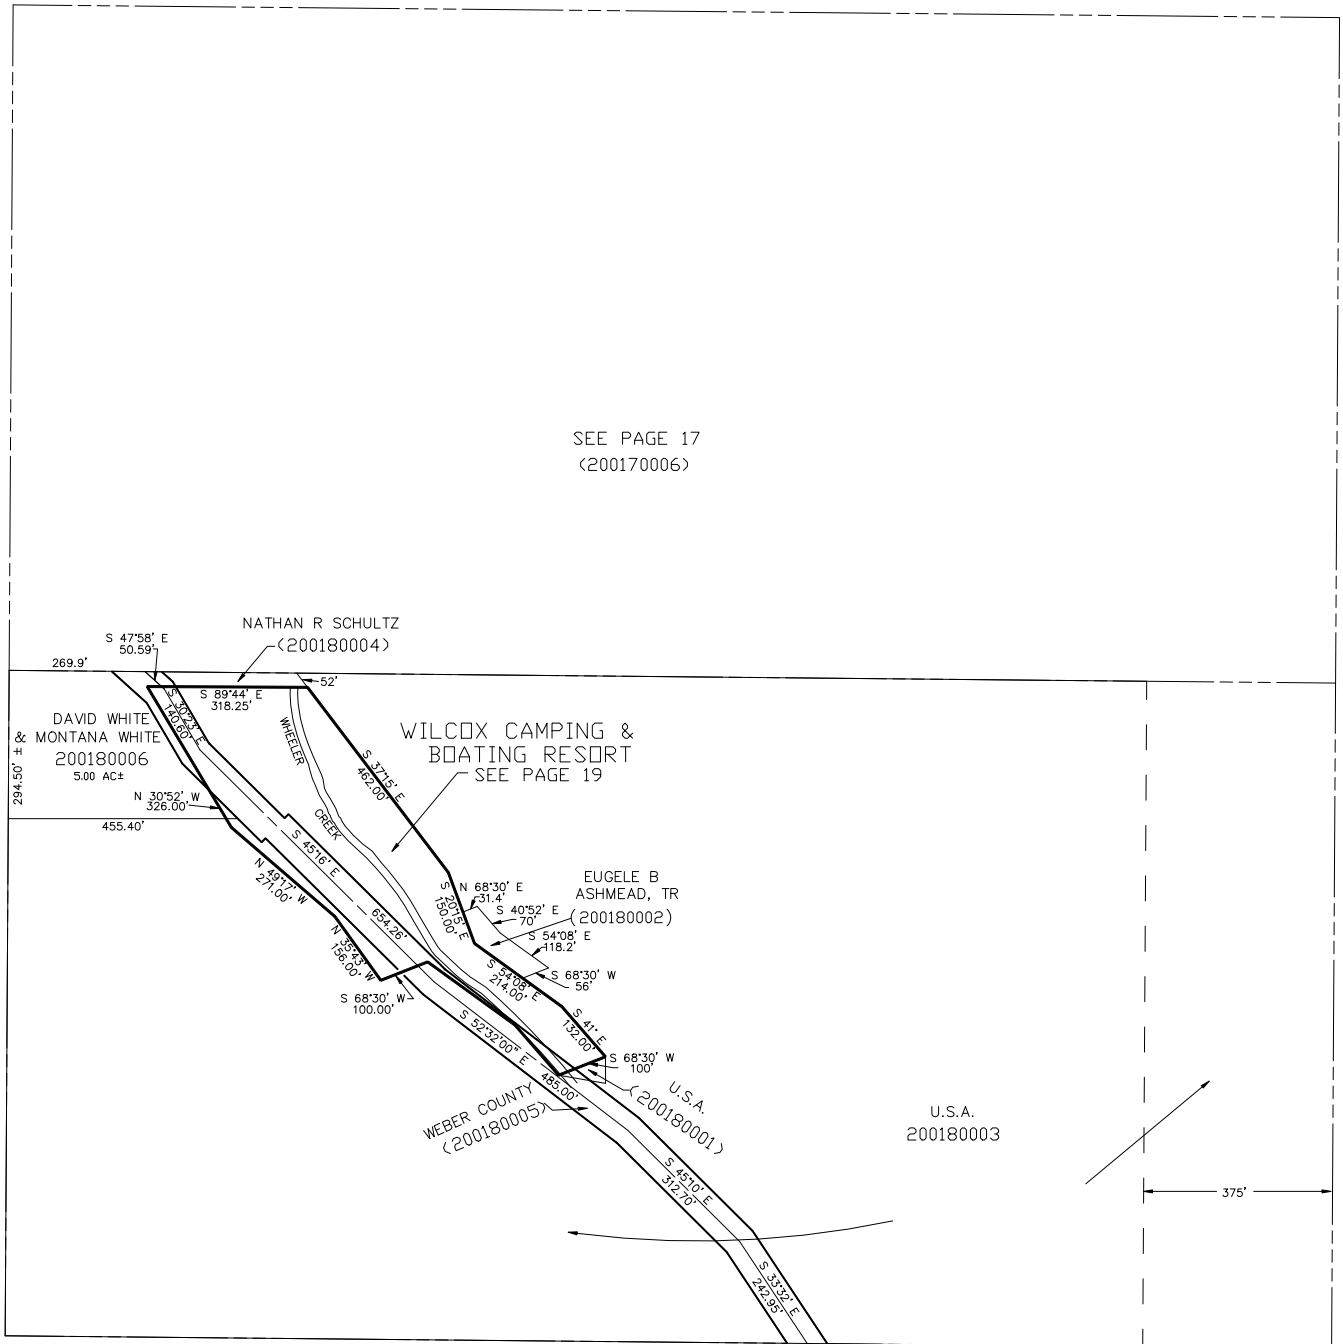 SEE PAGE 17
(200170006)
NATHAN R SCHULTZ
(200180004)
S 47°58' E
50.59'
269.9'
52'
S 89°44' E
318.25'
S 30°23' E
140.60'
DAVID WHITE
& MONTANA WHITE
200180006
5.00 AC±
294.50' ±
WHEELER
CREEK
WILCOX CAMPING &
BOATING RESORT
SEE PAGE 19
S 37°15' E
462.00'
N 30°52' W
326.00'
455.40'
S 45°16' E
654.26'
N 49°17' W
271.00'
S 20°15' E
150.00'
N 68°30' E
31.4'
EUGELE B
ASHMEAD, TR
(200180002)
S 40°52' E
70'
S 54°08' E
118.2'
S 68°30' W
56'
N 35°43' W
156.00'
S 54°08' E
214.00'
S 68°30' W
100.00'
S 41° E
132.00'
S 52°32'00" E
485.00'
S 68°30' W
100'
U.S.A.
(200180001)
WEBER COUNTY
(200180005)
U.S.A.
200180003
S 45°10' E
312.70'
375'
S 33°32' E
242.95'